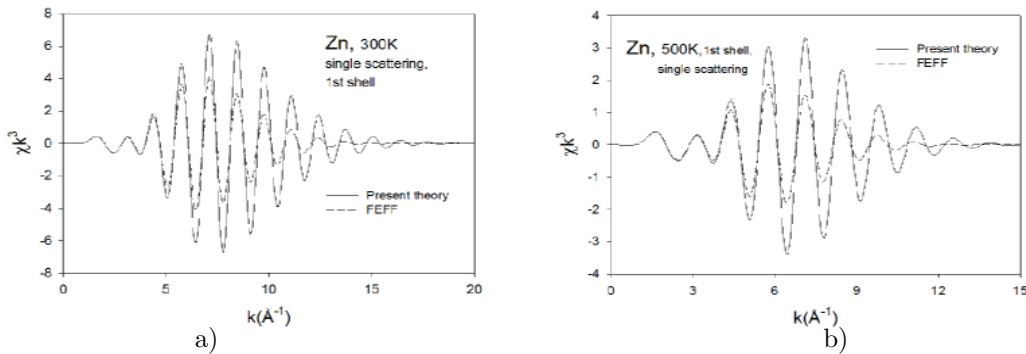 Zn, 300K
single scattering,
1st shell
Present theory
FEFF
χk³
8
6
4
2
0
-2
-4
-6
-8
0 5 10 15 20
k(Å⁻¹)
a)
Zn, 500K, 1st shell,
single scattering
Present theory
FEFF
χk³
4
3
2
1
0
-1
-2
-3
-4
0 3 6 9 12 15
k(Å⁻¹)
b)